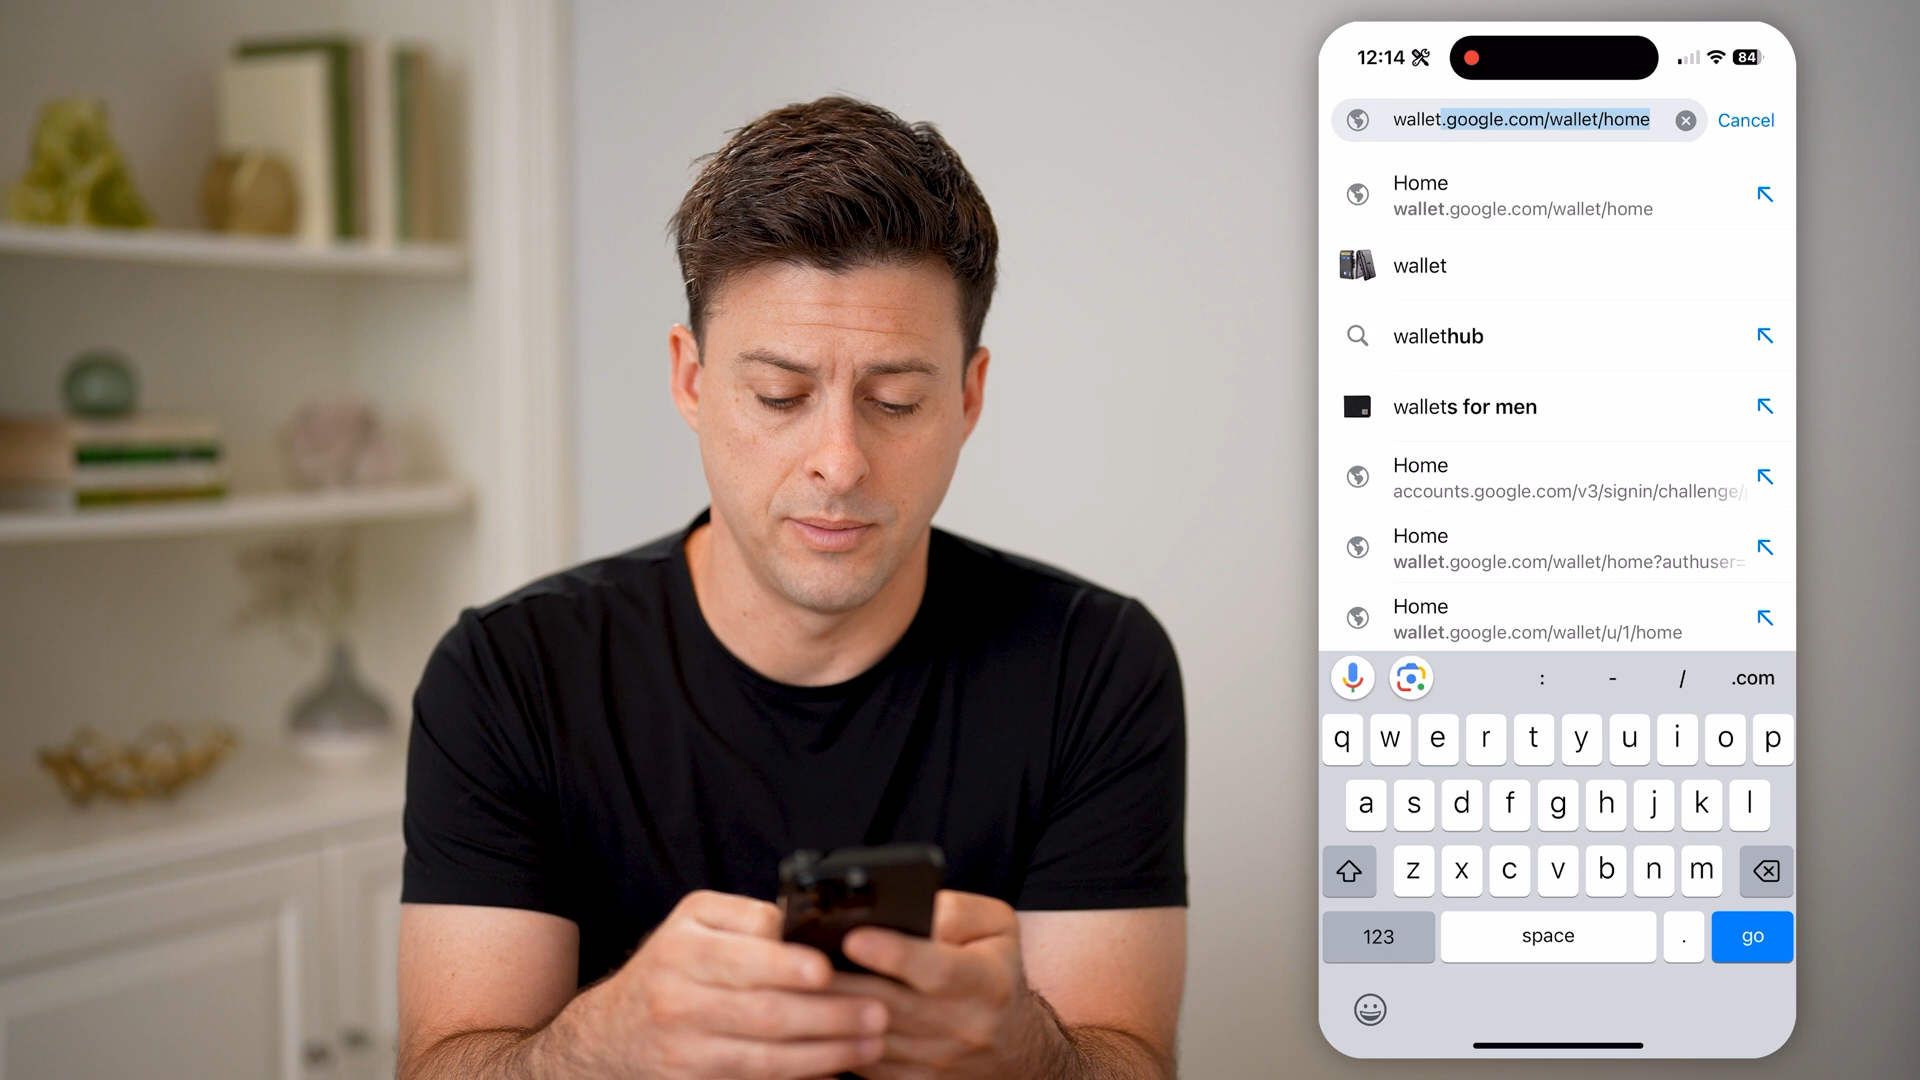 12:14
84
wallet.google.com/wallet/home
Cancel
Home
wallet.google.com/wallet/home
wallet
wallethub
wallets for men
Home
accounts.google.com/v3/signin/challenge/
Home
wallet.google.com/wallet/home?authuser=
Home
wallet.google.com/wallet/u/1/home
: - / .com
q w e r t y u i o p
a s d f g h j k l
z x c v b n m
123 space . go